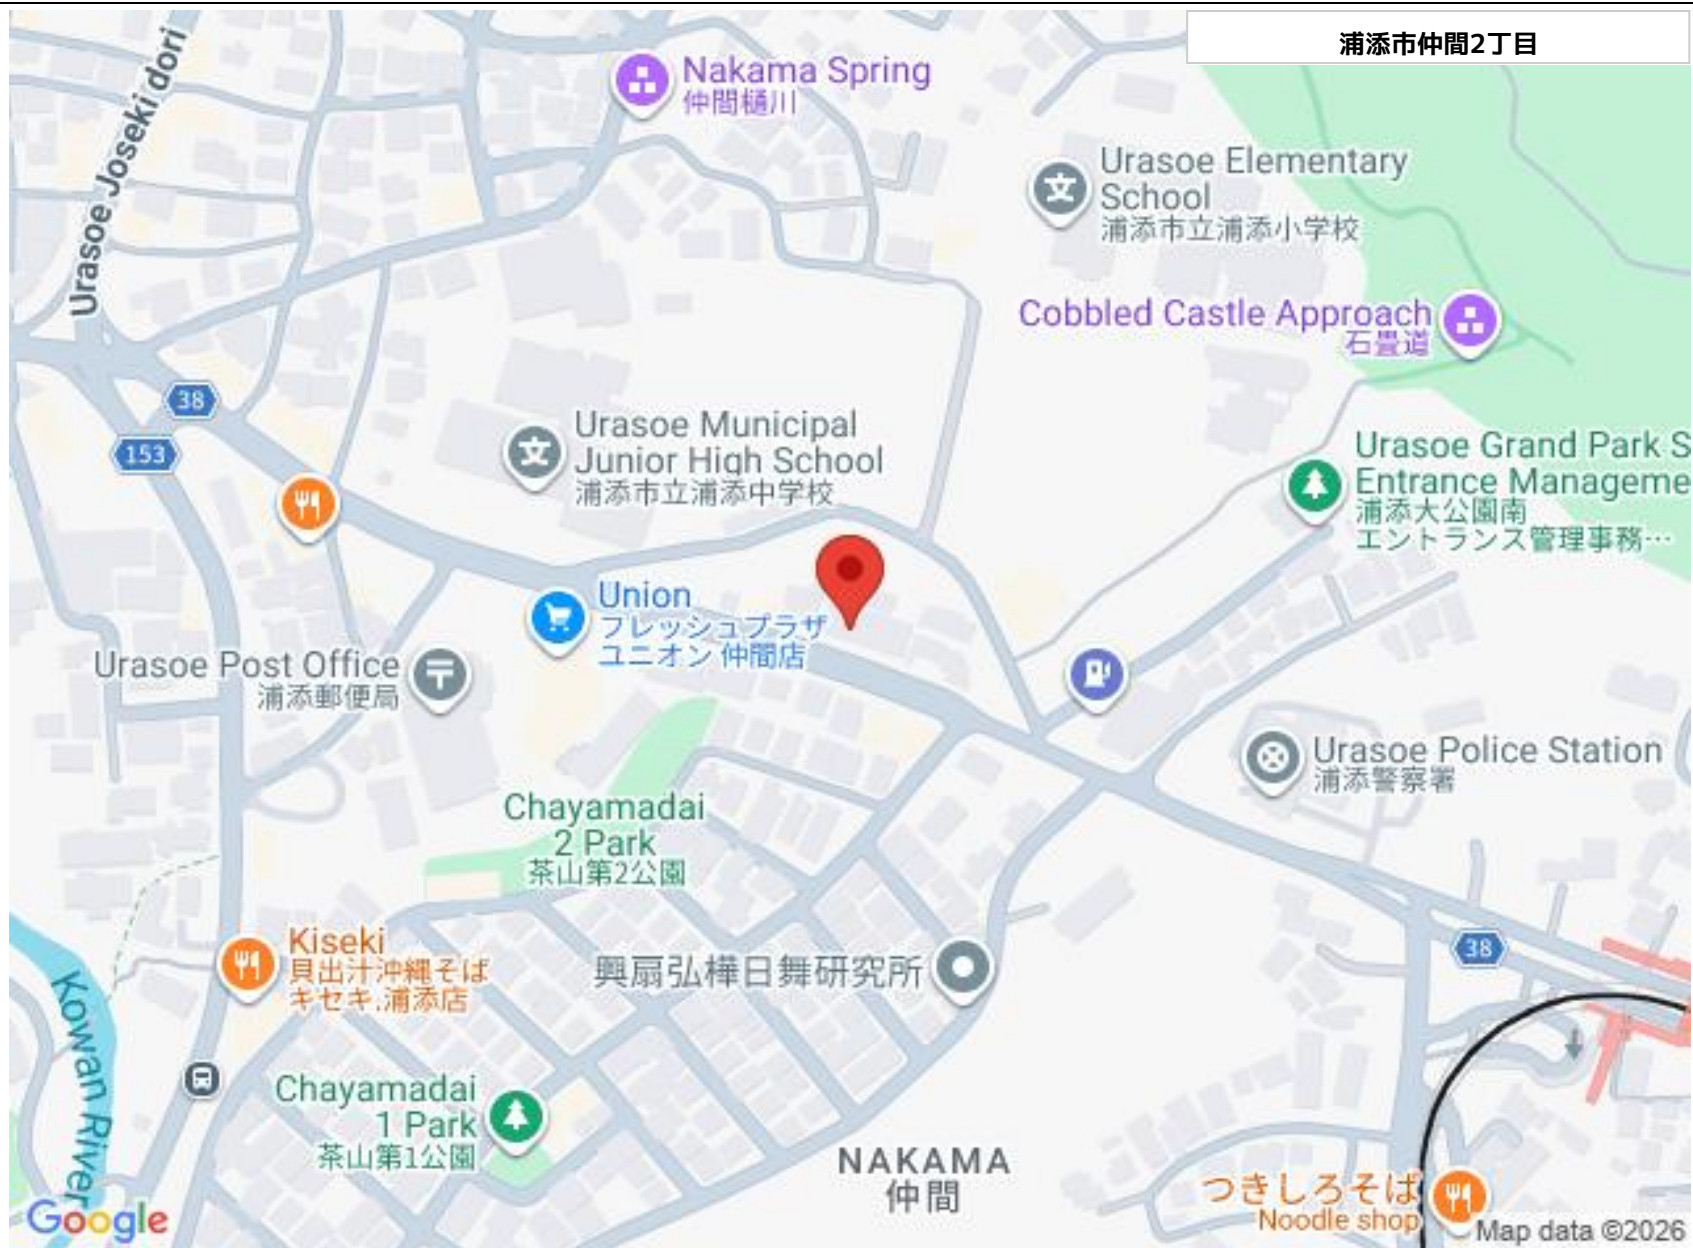 浦添市仲間2丁目
Urasoe Joseki dori
Nakama Spring
仲間樋川
Urasoe Elementary
School
浦添市立浦添小学校
Cobbled Castle Approach
石畳道
38
153
Urasoe Municipal
Junior High School
浦添市立浦添中学校
Urasoe Grand Park S
Entrance Manageme
浦添大公園南
エントランス管理事務…
Union
フレッシュプラザ
ユニオン 仲間店
Urasoe Post Office
浦添郵便局
Urasoe Police Station
浦添警察署
Chayamadai
2 Park
茶山第2公園
Kiseki
貝出汁沖縄そば
キセキ.浦添店
興扇弘樺日舞研究所
38
Kowan River
Chayamadai
1 Park
茶山第1公園
NAKAMA
仲間
つきしろそば
Noodle shop
Google
Map data ©2026